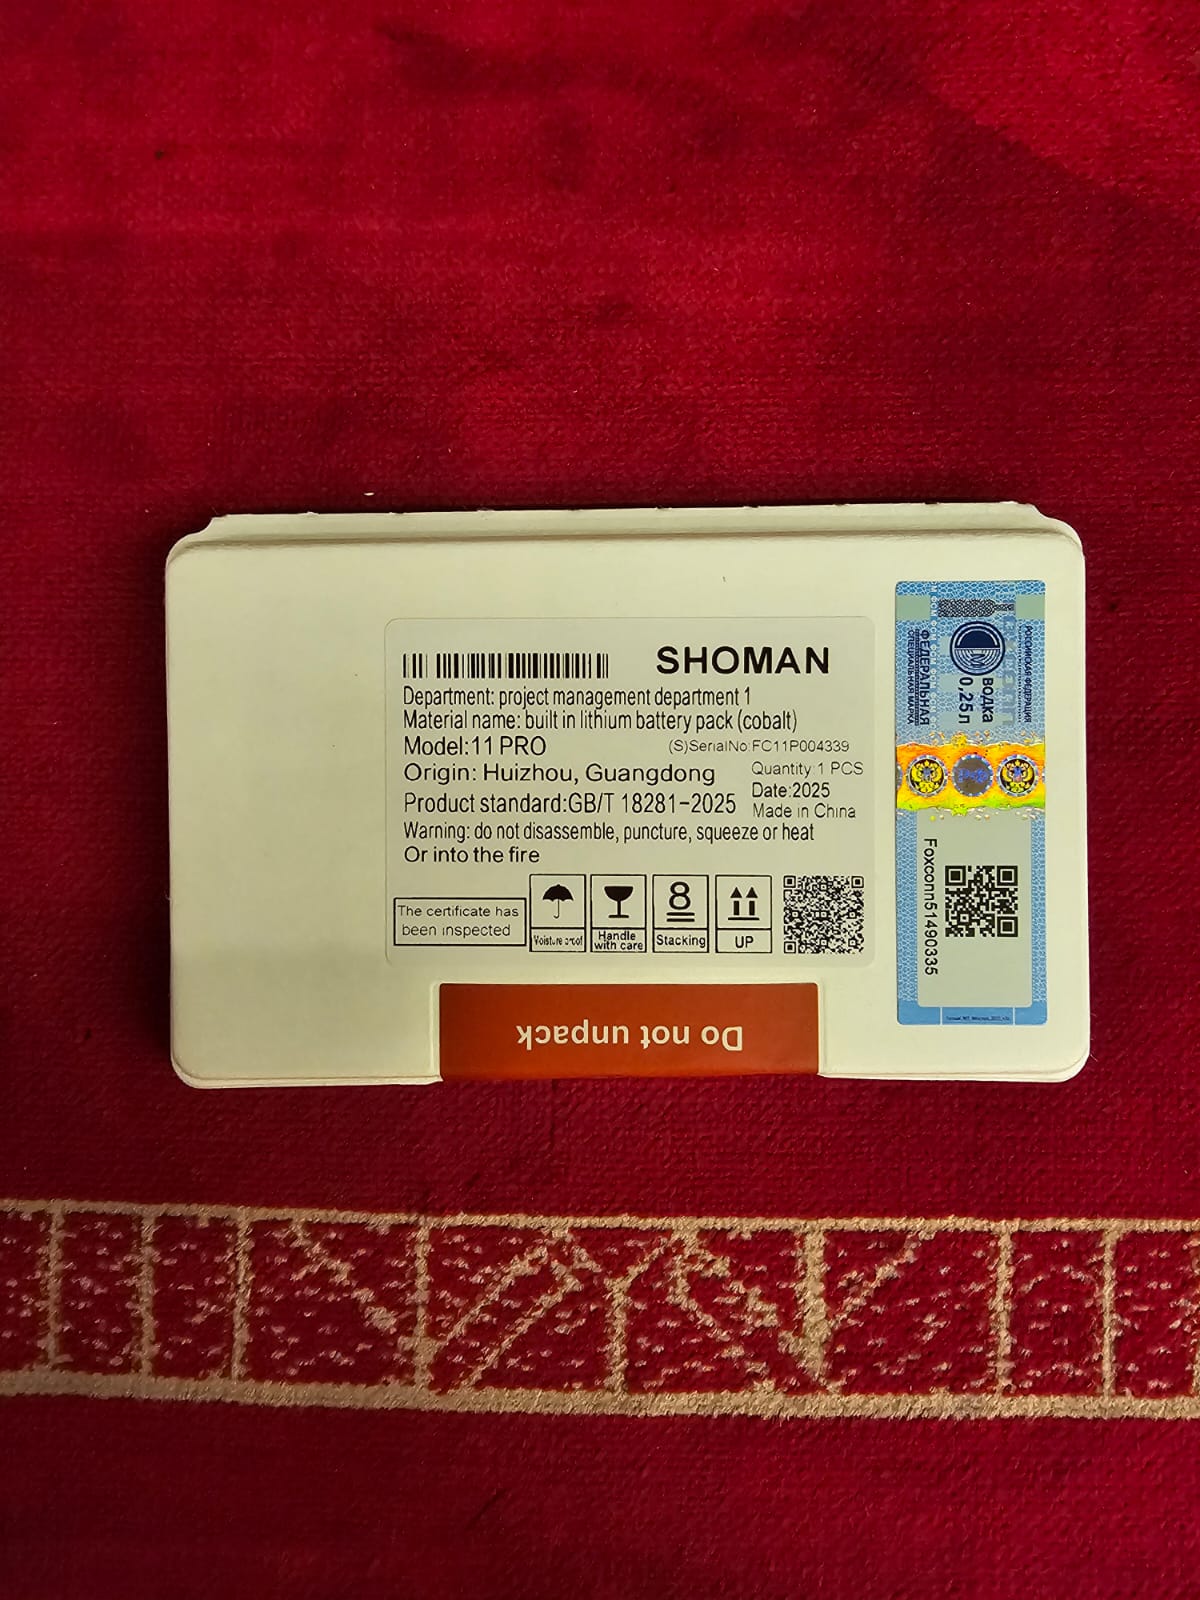 SHOMAN
Department: project management department 1
Material name: built in lithium battery pack (cobalt)
Model:11 PRO
(S)SerialNo:FC11P004339
Origin: Huizhou, Guangdong
Quantity:1 PCS
Date:2025
Product standard:GB/T 18281-2025
Made in China
Warning: do not disassemble, puncture, squeeze or heat
Or into the fire
The certificate has
been inspected
Handle
with care
Stacking
UP
Do not unpack
РОССИЙСКАЯ ФЕДЕРАЦИЯ
ВОДКА
0,25л
ФЕДЕРАЛЬНАЯ
СПЕЦИАЛЬНАЯ МАРКА
Foxconn51490335